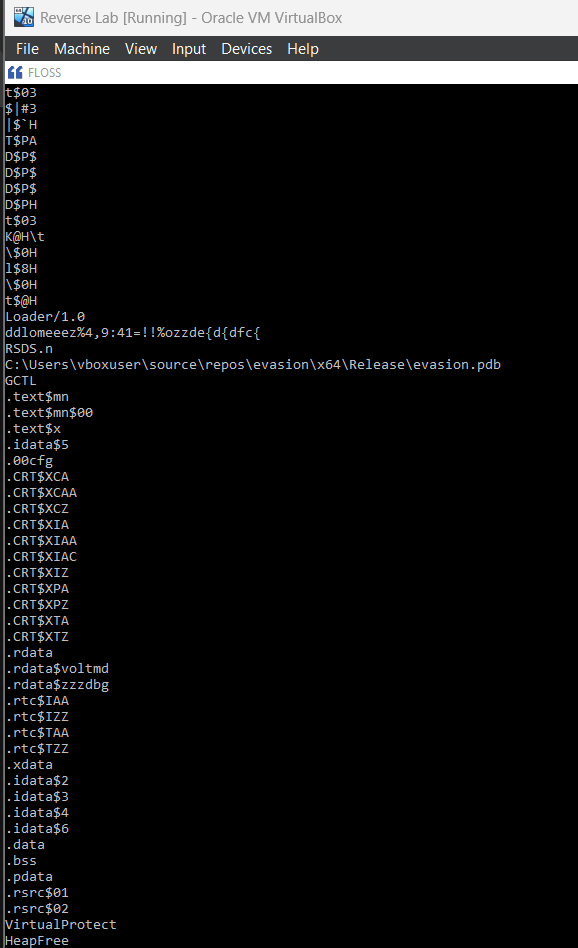 Reverse Lab [Running] - Oracle VM VirtualBox
File Machine View Input Devices Help
FLOSS
t$03
$|#3
|$`H
T$PA
D$P$
D$P$
D$P$
D$PH
t$03
K@H\t
\$0H
l$8H
\$0H
t$@H
Loader/1.0
ddlomeeez%4,9:41=!!%ozzde{d{dfc{
RSDS.n
C:\Users\vboxuser\source\repos\evasion\x64\Release\evasion.pdb
GCTL
.text$mn
.text$mn$00
.text$x
.idata$5
.00cfg
.CRT$XCA
.CRT$XCAA
.CRT$XCZ
.CRT$XIA
.CRT$XIAA
.CRT$XIAC
.CRT$XIZ
.CRT$XPA
.CRT$XPZ
.CRT$XTA
.CRT$XTZ
.rdata
.rdata$voltmd
.rdata$zzzdbg
.rtc$IAA
.rtc$IZZ
.rtc$TAA
.rtc$TZZ
.xdata
.idata$2
.idata$3
.idata$4
.idata$6
.data
.bss
.pdata
.rsrc$01
.rsrc$02
VirtualProtect
HeapFree